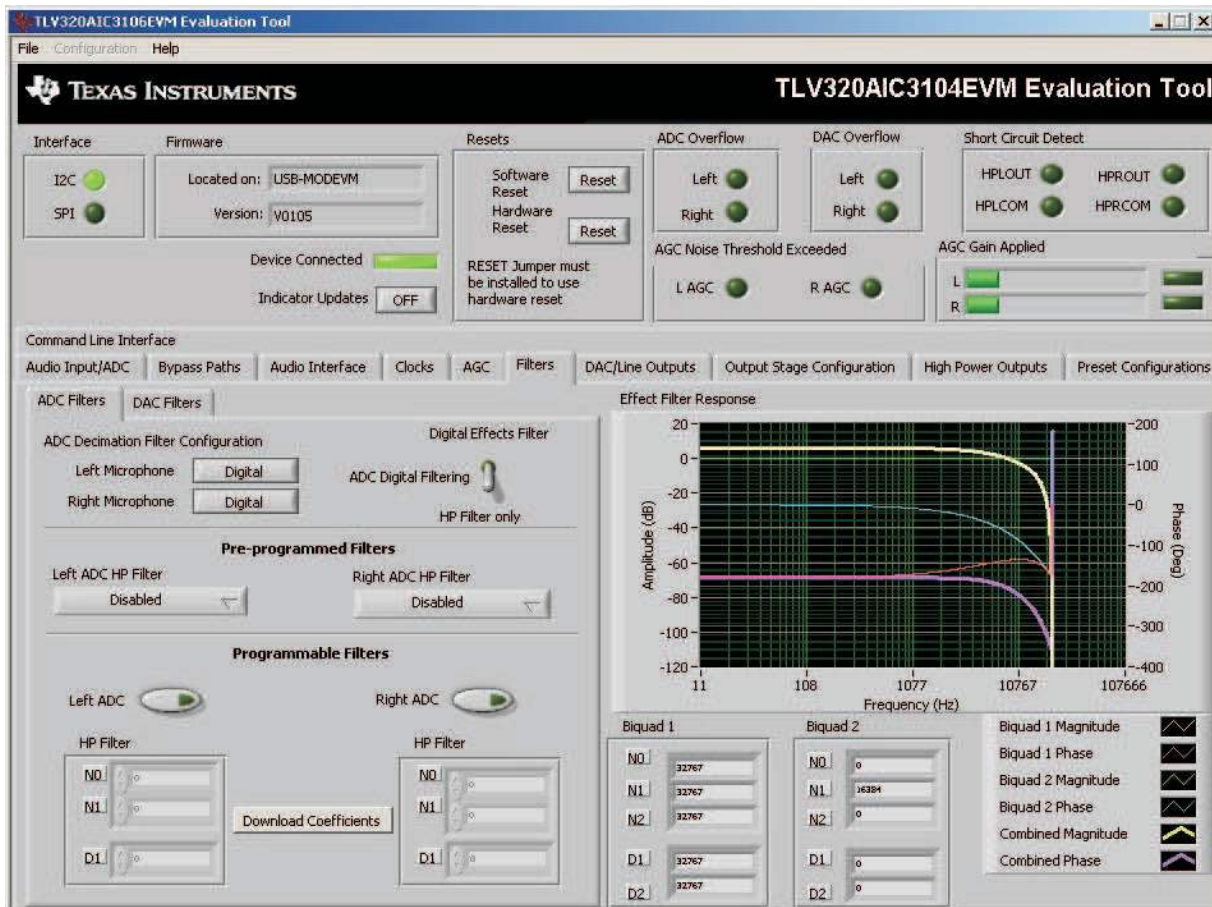 TLV320AIC3106EVM Evaluation Tool
File Configuration Help
TEXAS INSTRUMENTS
TLV320AIC3104EVM Evaluation Tool
Interface
I2C
SPI
Firmware
Located on: USB-MODEVM
Version: V0105
Device Connected
Indicator Updates OFF
Resets
Software Reset Reset
Hardware Reset Reset
RESET Jumper must
be installed to use
hardware reset
ADC Overflow
Left
Right
DAC Overflow
Left
Right
Short Circuit Detect
HPLOUT HPROUT
HPLCOM HPRCOM
AGC Noise Threshold Exceeded
L AGC R AGC
AGC Gain Applied
L
R
Command Line Interface
Audio Input/ADC Bypass Paths Audio Interface Clocks AGC Filters DAC/Line Outputs Output Stage Configuration High Power Outputs Preset Configurations
ADC Filters DAC Filters
ADC Decimation Filter Configuration
Left Microphone Digital
Right Microphone Digital
Digital Effects Filter
ADC Digital Filtering
HP Filter only
Pre-programmed Filters
Left ADC HP Filter
Disabled
Right ADC HP Filter
Disabled
Programmable Filters
Left ADC
Right ADC
HP Filter
N0 0
N1 0
D1 0
Download Coefficients
HP Filter
N0 0
N1 0
D1 0
Effect Filter Response
Amplitude (dB)
20
0
-20
-40
-60
-80
-100
-120
200
100
0
-100
-200
-300
-400
Phase (Deg)
11 108 1077 10767 107666
Frequency (Hz)
Biquad 1
N0 32767
N1 32767
N2 32767
D1 32767
D2 32767
Biquad 2
N0 0
N1 16384
N2 0
D1 0
D2 0
Biquad 1 Magnitude
Biquad 1 Phase
Biquad 2 Magnitude
Biquad 2 Phase
Combined Magnitude
Combined Phase